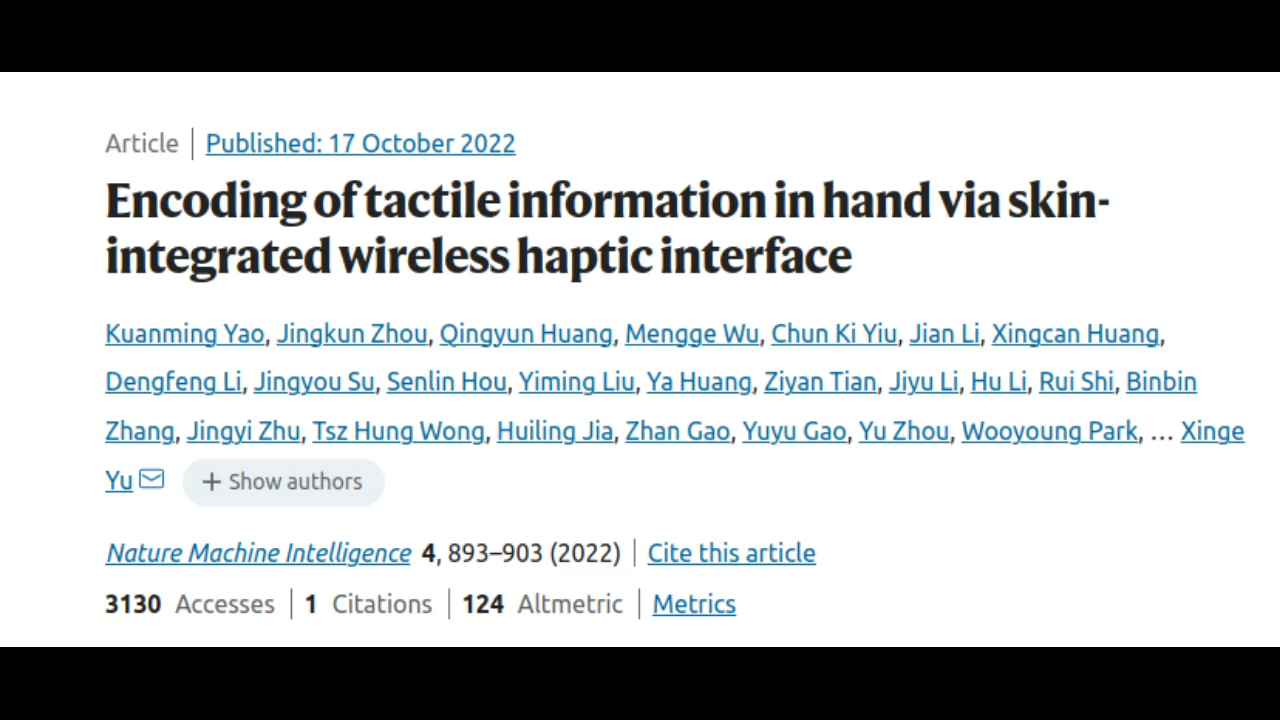 Article | Published: 17 October 2022
Encoding of tactile information in hand via skin-
integrated wireless haptic interface
Kuanming Yao, Jingkun Zhou, Qingyun Huang, Mengge Wu, Chun Ki Yiu, Jian Li, Xingcan Huang,
Dengfeng Li, Jingyou Su, Senlin Hou, Yiming Liu, Ya Huang, Ziyan Tian, Jiyu Li, Hu Li, Rui Shi, Binbin
Zhang, Jingyi Zhu, Tsz Hung Wong, Huiling Jia, Zhan Gao, Yuyu Gao, Yu Zhou, Wooyoung Park, … Xinge
Yu + Show authors
Nature Machine Intelligence 4, 893–903 (2022) | Cite this article
3130 Accesses | 1 Citations | 124 Altmetric | Metrics